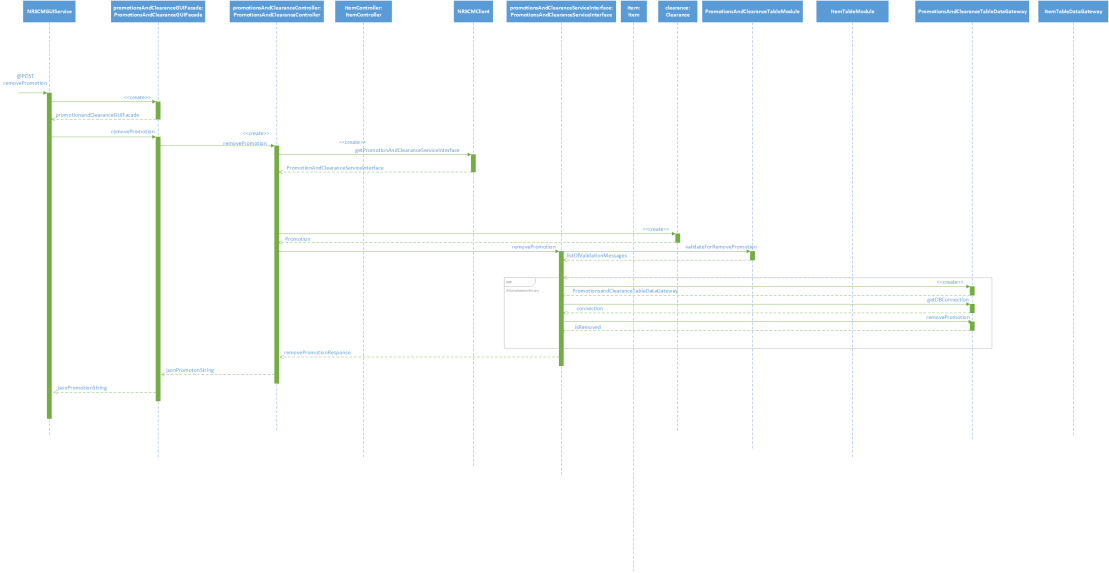 NRSCMGUIService
promotionsAndClearanceGUIFacade:
PromotionsAndClearanceGUIFacade
promotionsAndClearanceController:
PromotionsAndClearanceController
itemController:
ItemController
NRSCMClient
promotionsAndClearanceServiceInterface:
PromotionsAndClearanceServiceInterface
item:
Item
clearance:
Clearance
PromotionsAndClearanceTableModule
ItemTableModule
PromotionsAndClearanceTableDataGateway
ItemTableDataGateway
@POST
removePromotion
<<create>>
promotionandClearanceGUIFacade
removePromotion
<<create>>
removePromotion
<<create>>
getPromotionAndClearanceServiceInterface
PromotionAndClearanceServiceInterface
<<create>>
Promotion
removePromotion
validateForRemovePromotion
listOfValidationMessages
<<create>>
PromotionsandClearanceTableDataGateway
getDBConnection
connection
removePromotion
isRemoved
removePromotionResponse
jsonPromotionString
jsonPromotionString